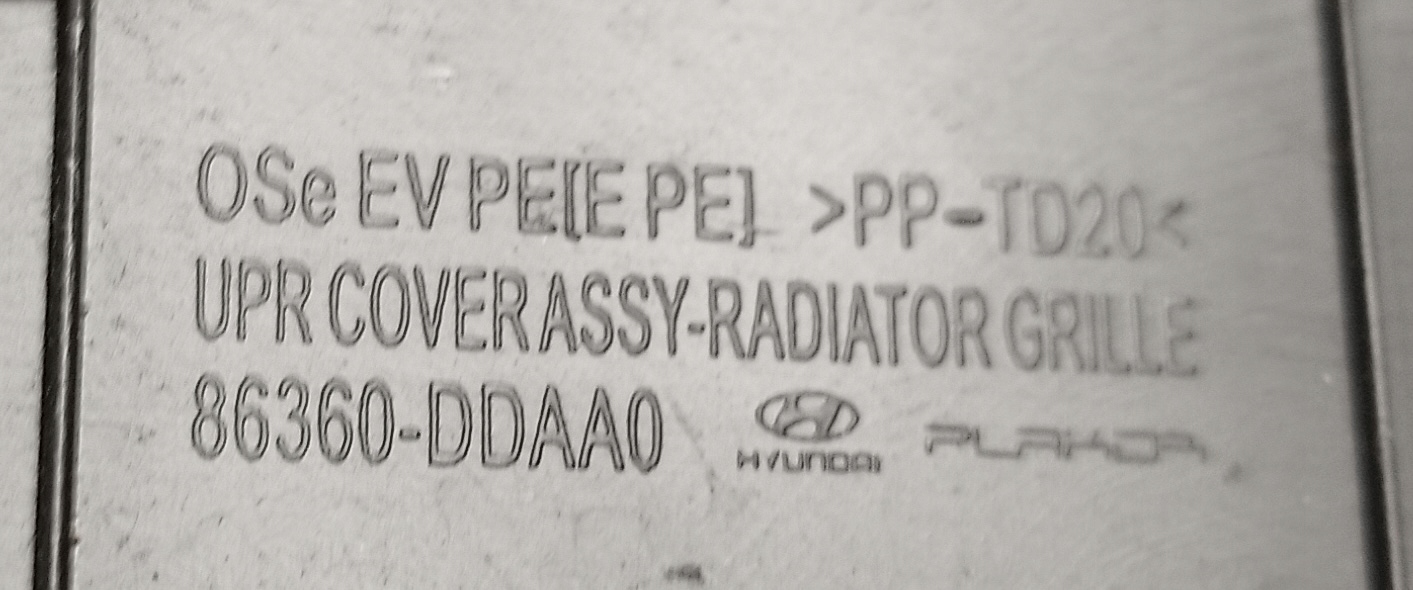 OSe EV PE[E PE] >PP-TD20<
UPR COVER ASSY-RADIATOR GRILLE
86360-DDAA0 HYUNDAI PLAKOR